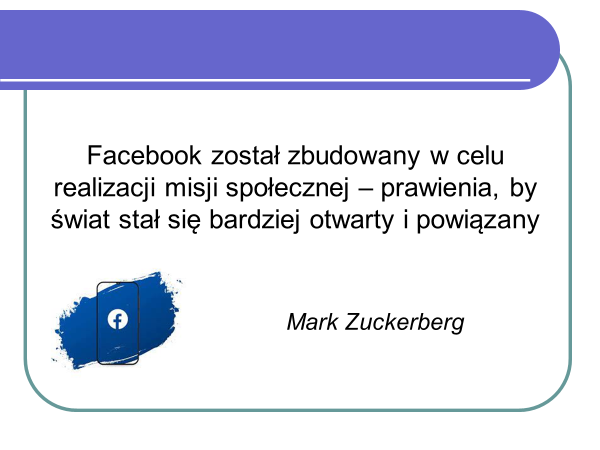 Facebook został zbudowany w celu
realizacji misji społecznej – prawienia, by
świat stał się bardziej otwarty i powiązany
Mark Zuckerberg